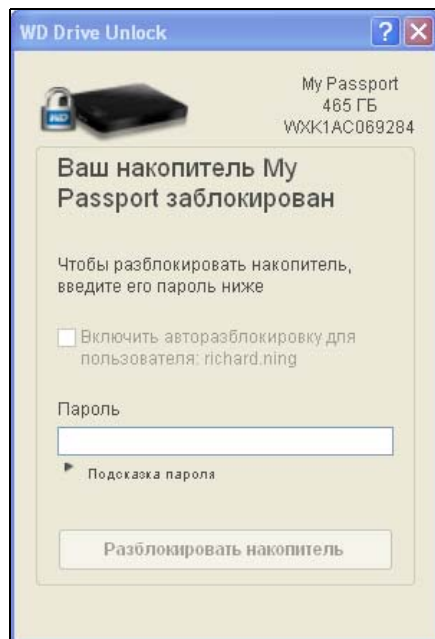 WD Drive Unlock
?
WD
My Passport
465 ГБ
WXK1AC069284
Ваш накопитель My
Passport заблокирован
Чтобы разблокировать накопитель,
введите его пароль ниже
Включить авторазблокировку для
пользователя: richard.ning
Пароль
Подсказка пароля
Разблокировать накопитель